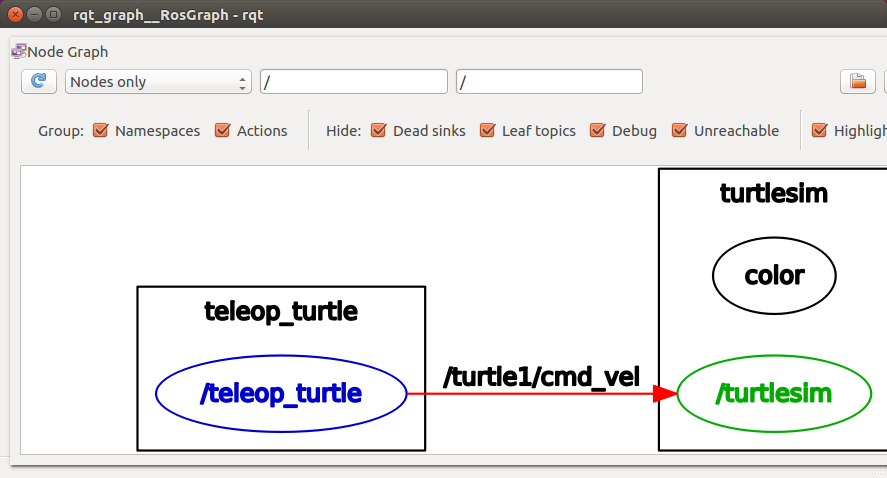 rqt_graph__RosGraph - rqt
Node Graph
Nodes only / /
Group: Namespaces Actions Hide: Dead sinks Leaf topics Debug Unreachable Highligh
turtlesim
color
teleop_turtle
/teleop_turtle /turtle1/cmd_vel /turtlesim